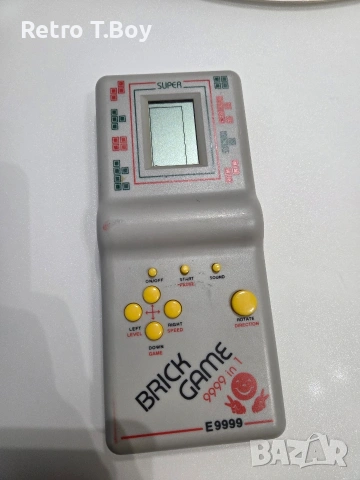 Retro T.Boy
SUPER
ON/OFF
START
/PAUSE
SOUND
LEFT
LEVEL
RIGHT
SPEED
DOWN
GAME
ROTATE
DIRECTION
BRICK
GAME
9999 in 1
E9999
BAZAR